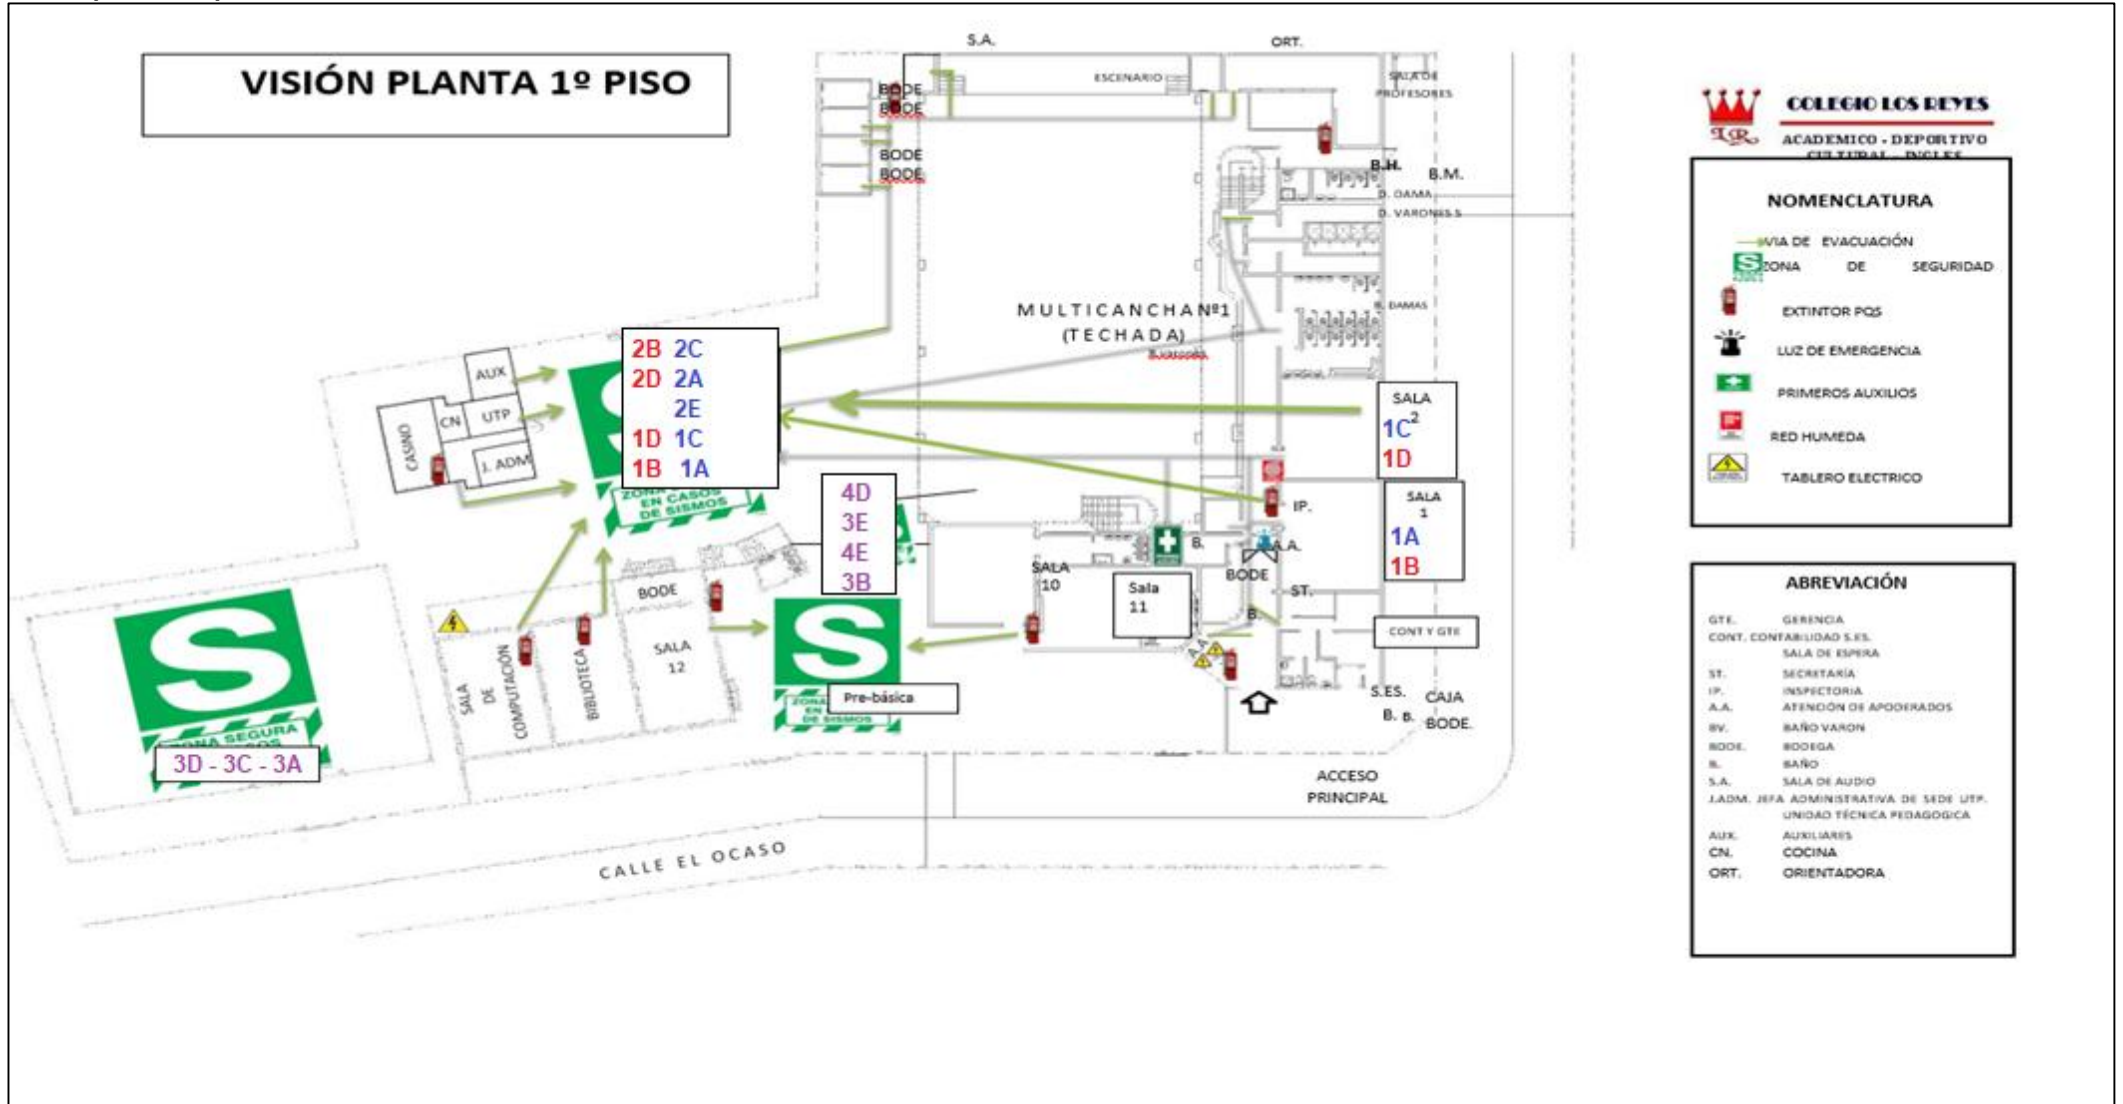 VISIÓN PLANTA 1º PISO
S.A.
ORT.
ESCENARIO
SALA DE
PROFESORES
BODE
BODE
BODE
BODE
B.H.
B.M.
D. DAMA
D. VARONES S
MULTICANCHA Nº1
(TECHADA)
B. DAMAS
AUX
CN
UTP
CASINO
J. ADM
2B 2C
2D 2A
2E
1D 1C
1B 1A
EN CASOS
DE SISMOS
SALA
2
1C
1D
SALA
1
1A
1B
4D
3E
4E
3B
IP.
B.
A.A.
BODE
ST.
B.
SALA
10
Sala
11
CONT Y GTE
A.A
BODE
SALA
12
SALA
DE
COMPUTACIÓN
BIBLIOTECA
S
S
ZONA SEGURA
3D - 3C - 3A
Pre-básica
DE SISMOS
S.ES.
B. B.
CAJA
BODE.
ACCESO
PRINCIPAL
CALLE EL OCASO
LR
COLEGIO LOS REYES
ACADEMICO - DEPORTIVO
CULTURAL - INGLES
NOMENCLATURA
VIA DE EVACUACIÓN
ZONA DE SEGURIDAD
EXTINTOR PQS
LUZ DE EMERGENCIA
PRIMEROS AUXILIOS
RED HUMEDA
TABLERO ELECTRICO
ABREVIACIÓN
GTE. GERENCIA
CONT. CONTABILIDAD S.ES.
SALA DE ESPERA
ST. SECRETARÍA
IP. INSPECTORIA
A.A. ATENCIÓN DE APODERADOS
BV. BAÑO VARON
BODE. BODEGA
B. BAÑO
S.A. SALA DE AUDIO
J.ADM. JEFA ADMINISTRATIVA DE SEDE UTP.
UNIDAD TÉCNICA PEDAGOGICA
AUX. AUXILIARES
CN. COCINA
ORT. ORIENTADORA